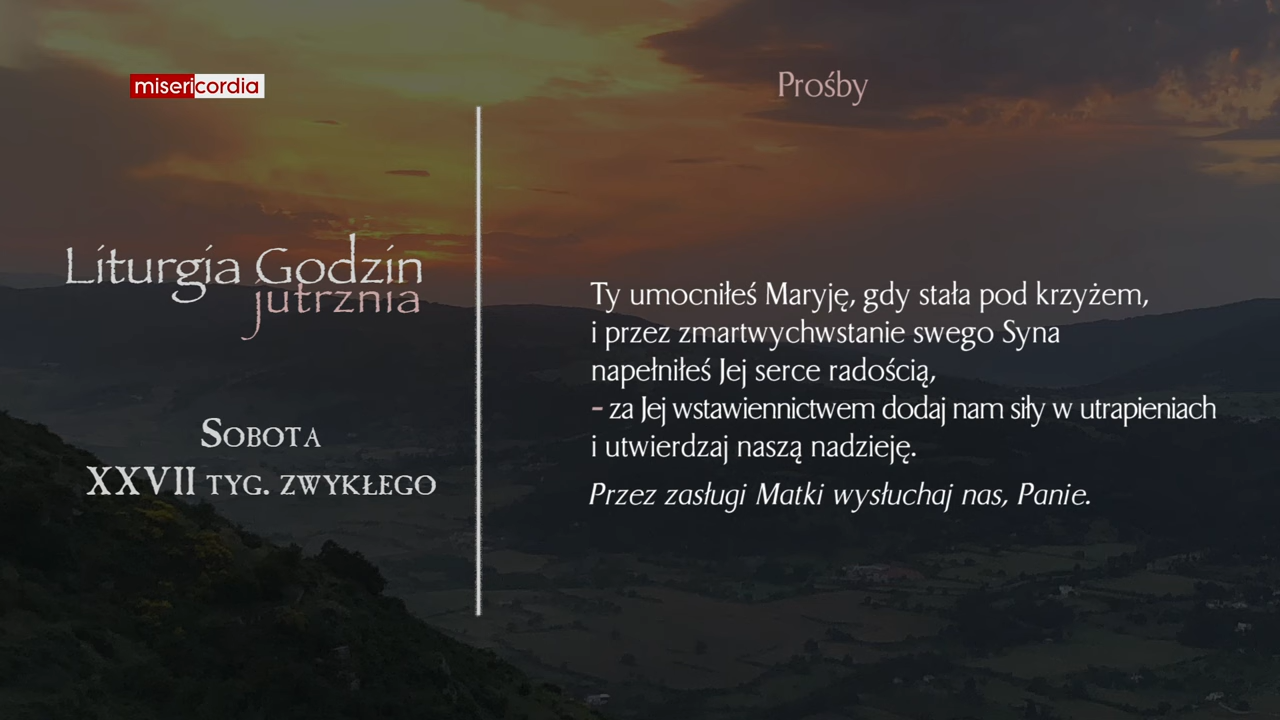 misericordia
Liturgia Godzin
jutrznia
Sobota
XXVII tyg. zwykłego
Prośby
Ty umocniłeś Maryję, gdy stała pod krzyżem,
i przez zmartwychwstanie swego Syna
napełniłeś Jej serce radością,
- za Jej wstawiennictwem dodaj nam siły w utrapieniach
i utwierdzaj naszą nadzieję.
Przez zasługi Matki wysłuchaj nas, Panie.